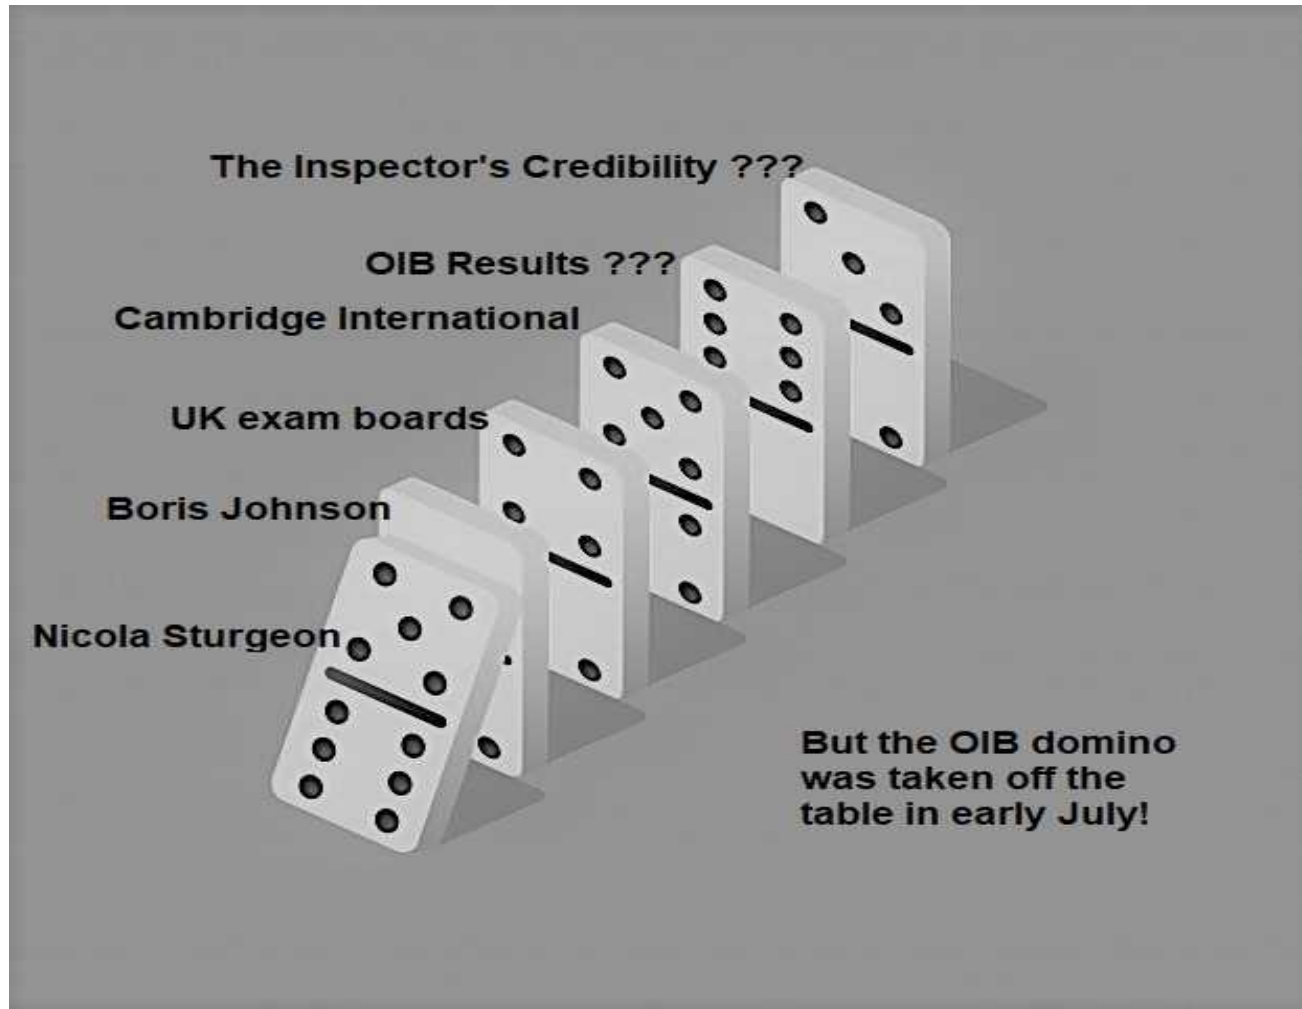 The Inspector's Credibility ???
OIB Results ???
Cambridge International
UK exam boards
Boris Johnson
Nicola Sturgeon
But the OIB domino
was taken off the
table in early July!